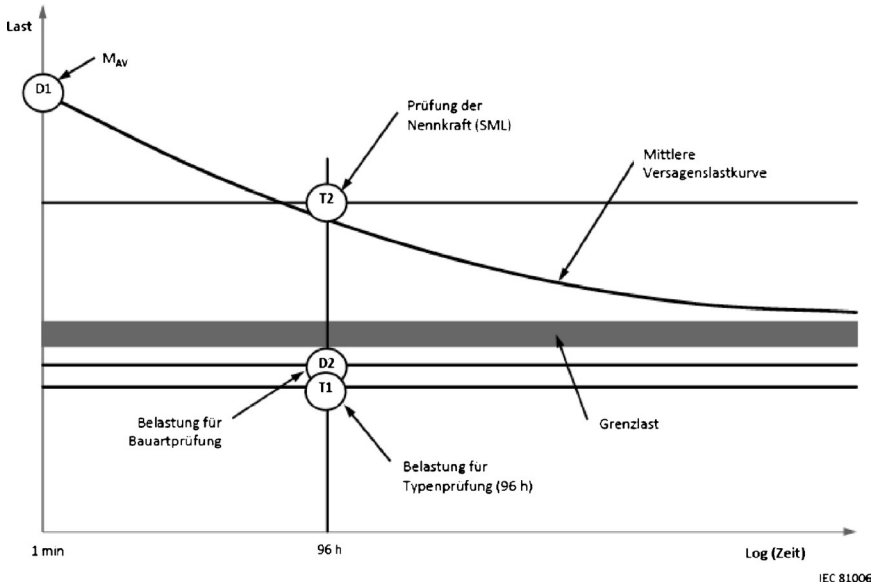 Last
M_AV
D1
Prüfung der
Nennkraft (SML)
Mittlere
Versagenslastkurve
T2
D2
T1
Belastung für
Bauartprüfung
Grenzlast
Belastung für
Typenprüfung (96 h)
1 min
96 h
Log (Zeit)
IEC 81006